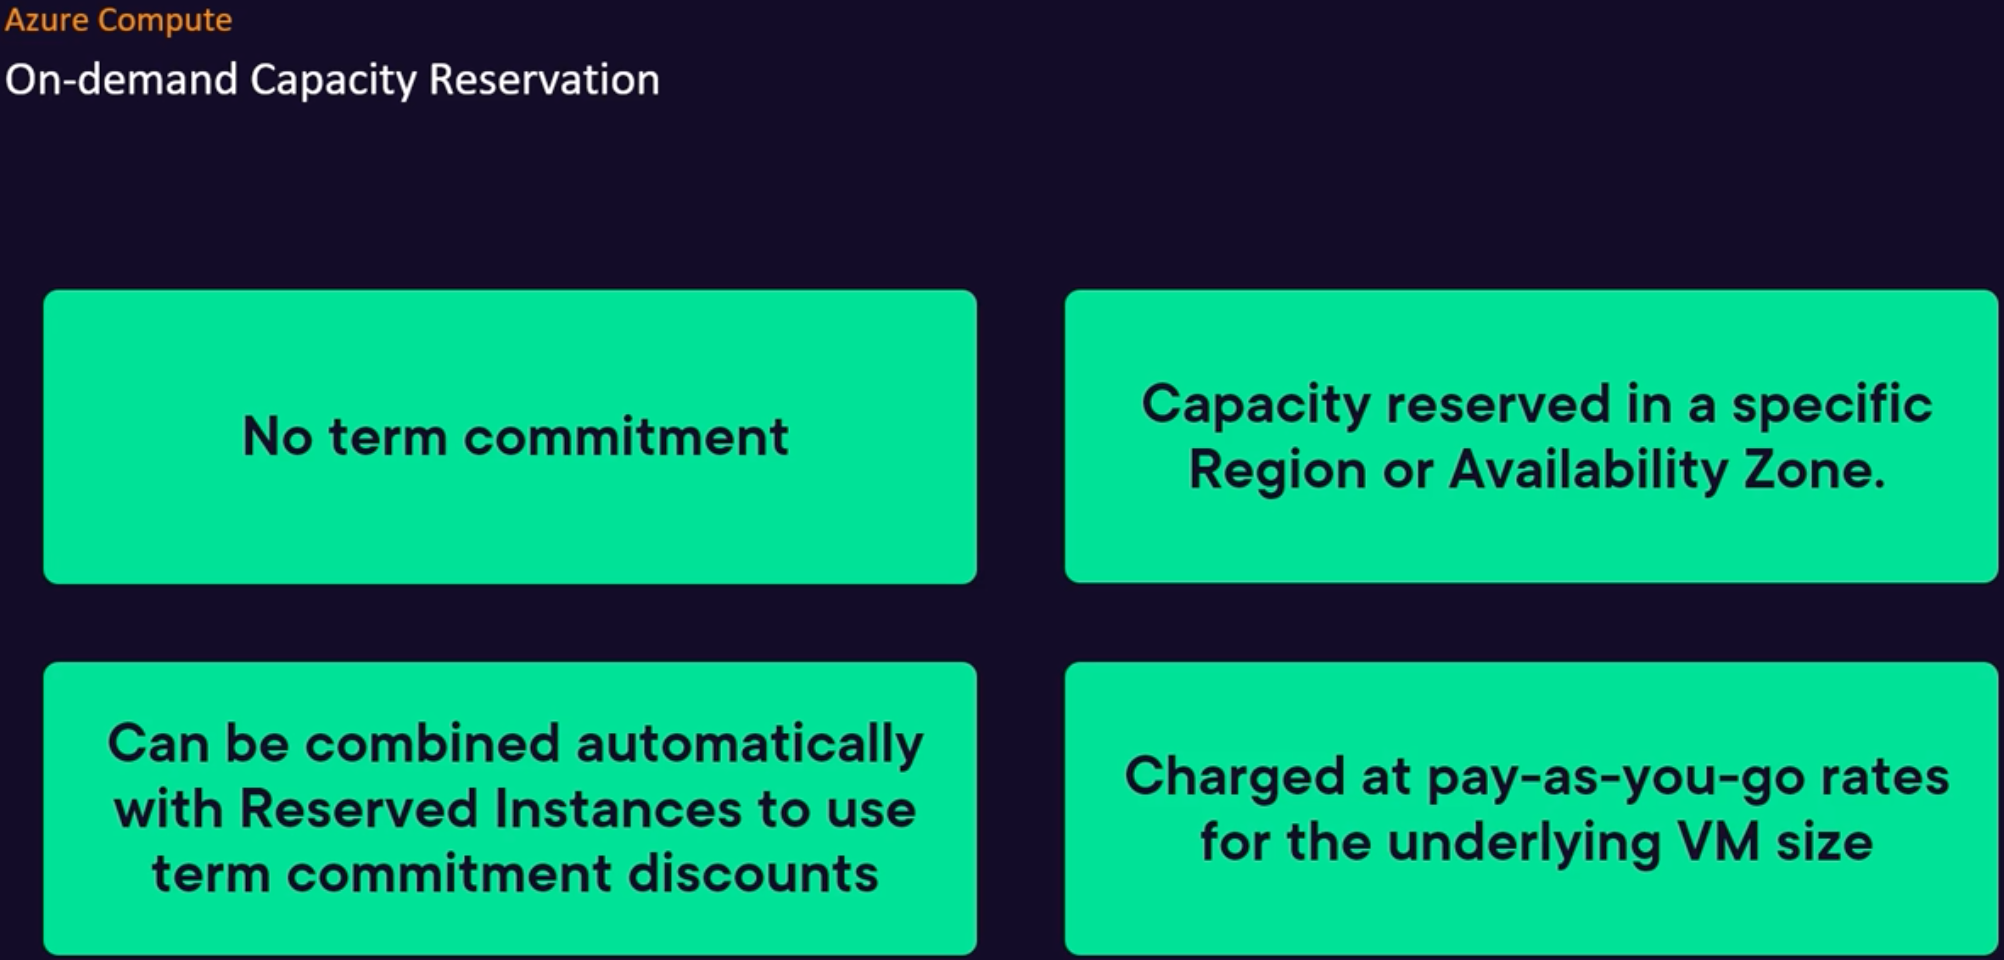 Azure Compute
On-demand Capacity Reservation
No term commitment
Capacity reserved in a specific
Region or Availability Zone.
Can be combined automatically
with Reserved Instances to use
term commitment discounts
Charged at pay-as-you-go rates
for the underlying VM size